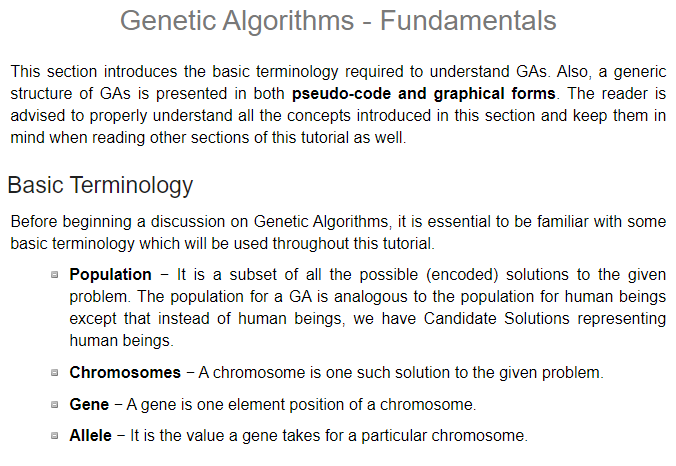 Genetic Algorithms - Fundamentals
This section introduces the basic terminology required to understand GAs. Also, a generic
structure of GAs is presented in both pseudo-code and graphical forms. The reader is
advised to properly understand all the concepts introduced in this section and keep them in
mind when reading other sections of this tutorial as well.
Basic Terminology
Before beginning a discussion on Genetic Algorithms, it is essential to be familiar with some
basic terminology which will be used throughout this tutorial.
Population − It is a subset of all the possible (encoded) solutions to the given
problem. The population for a GA is analogous to the population for human beings
except that instead of human beings, we have Candidate Solutions representing
human beings.
Chromosomes − A chromosome is one such solution to the given problem.
Gene − A gene is one element position of a chromosome.
Allele − It is the value a gene takes for a particular chromosome.